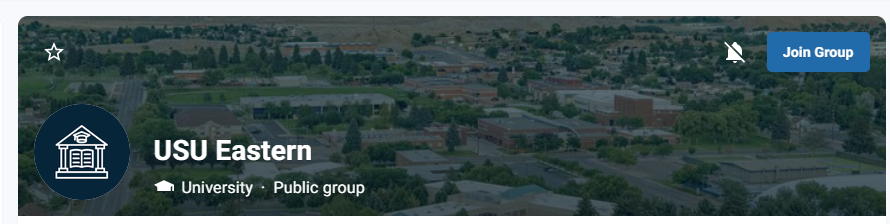 Join Group
USU Eastern
University · Public group